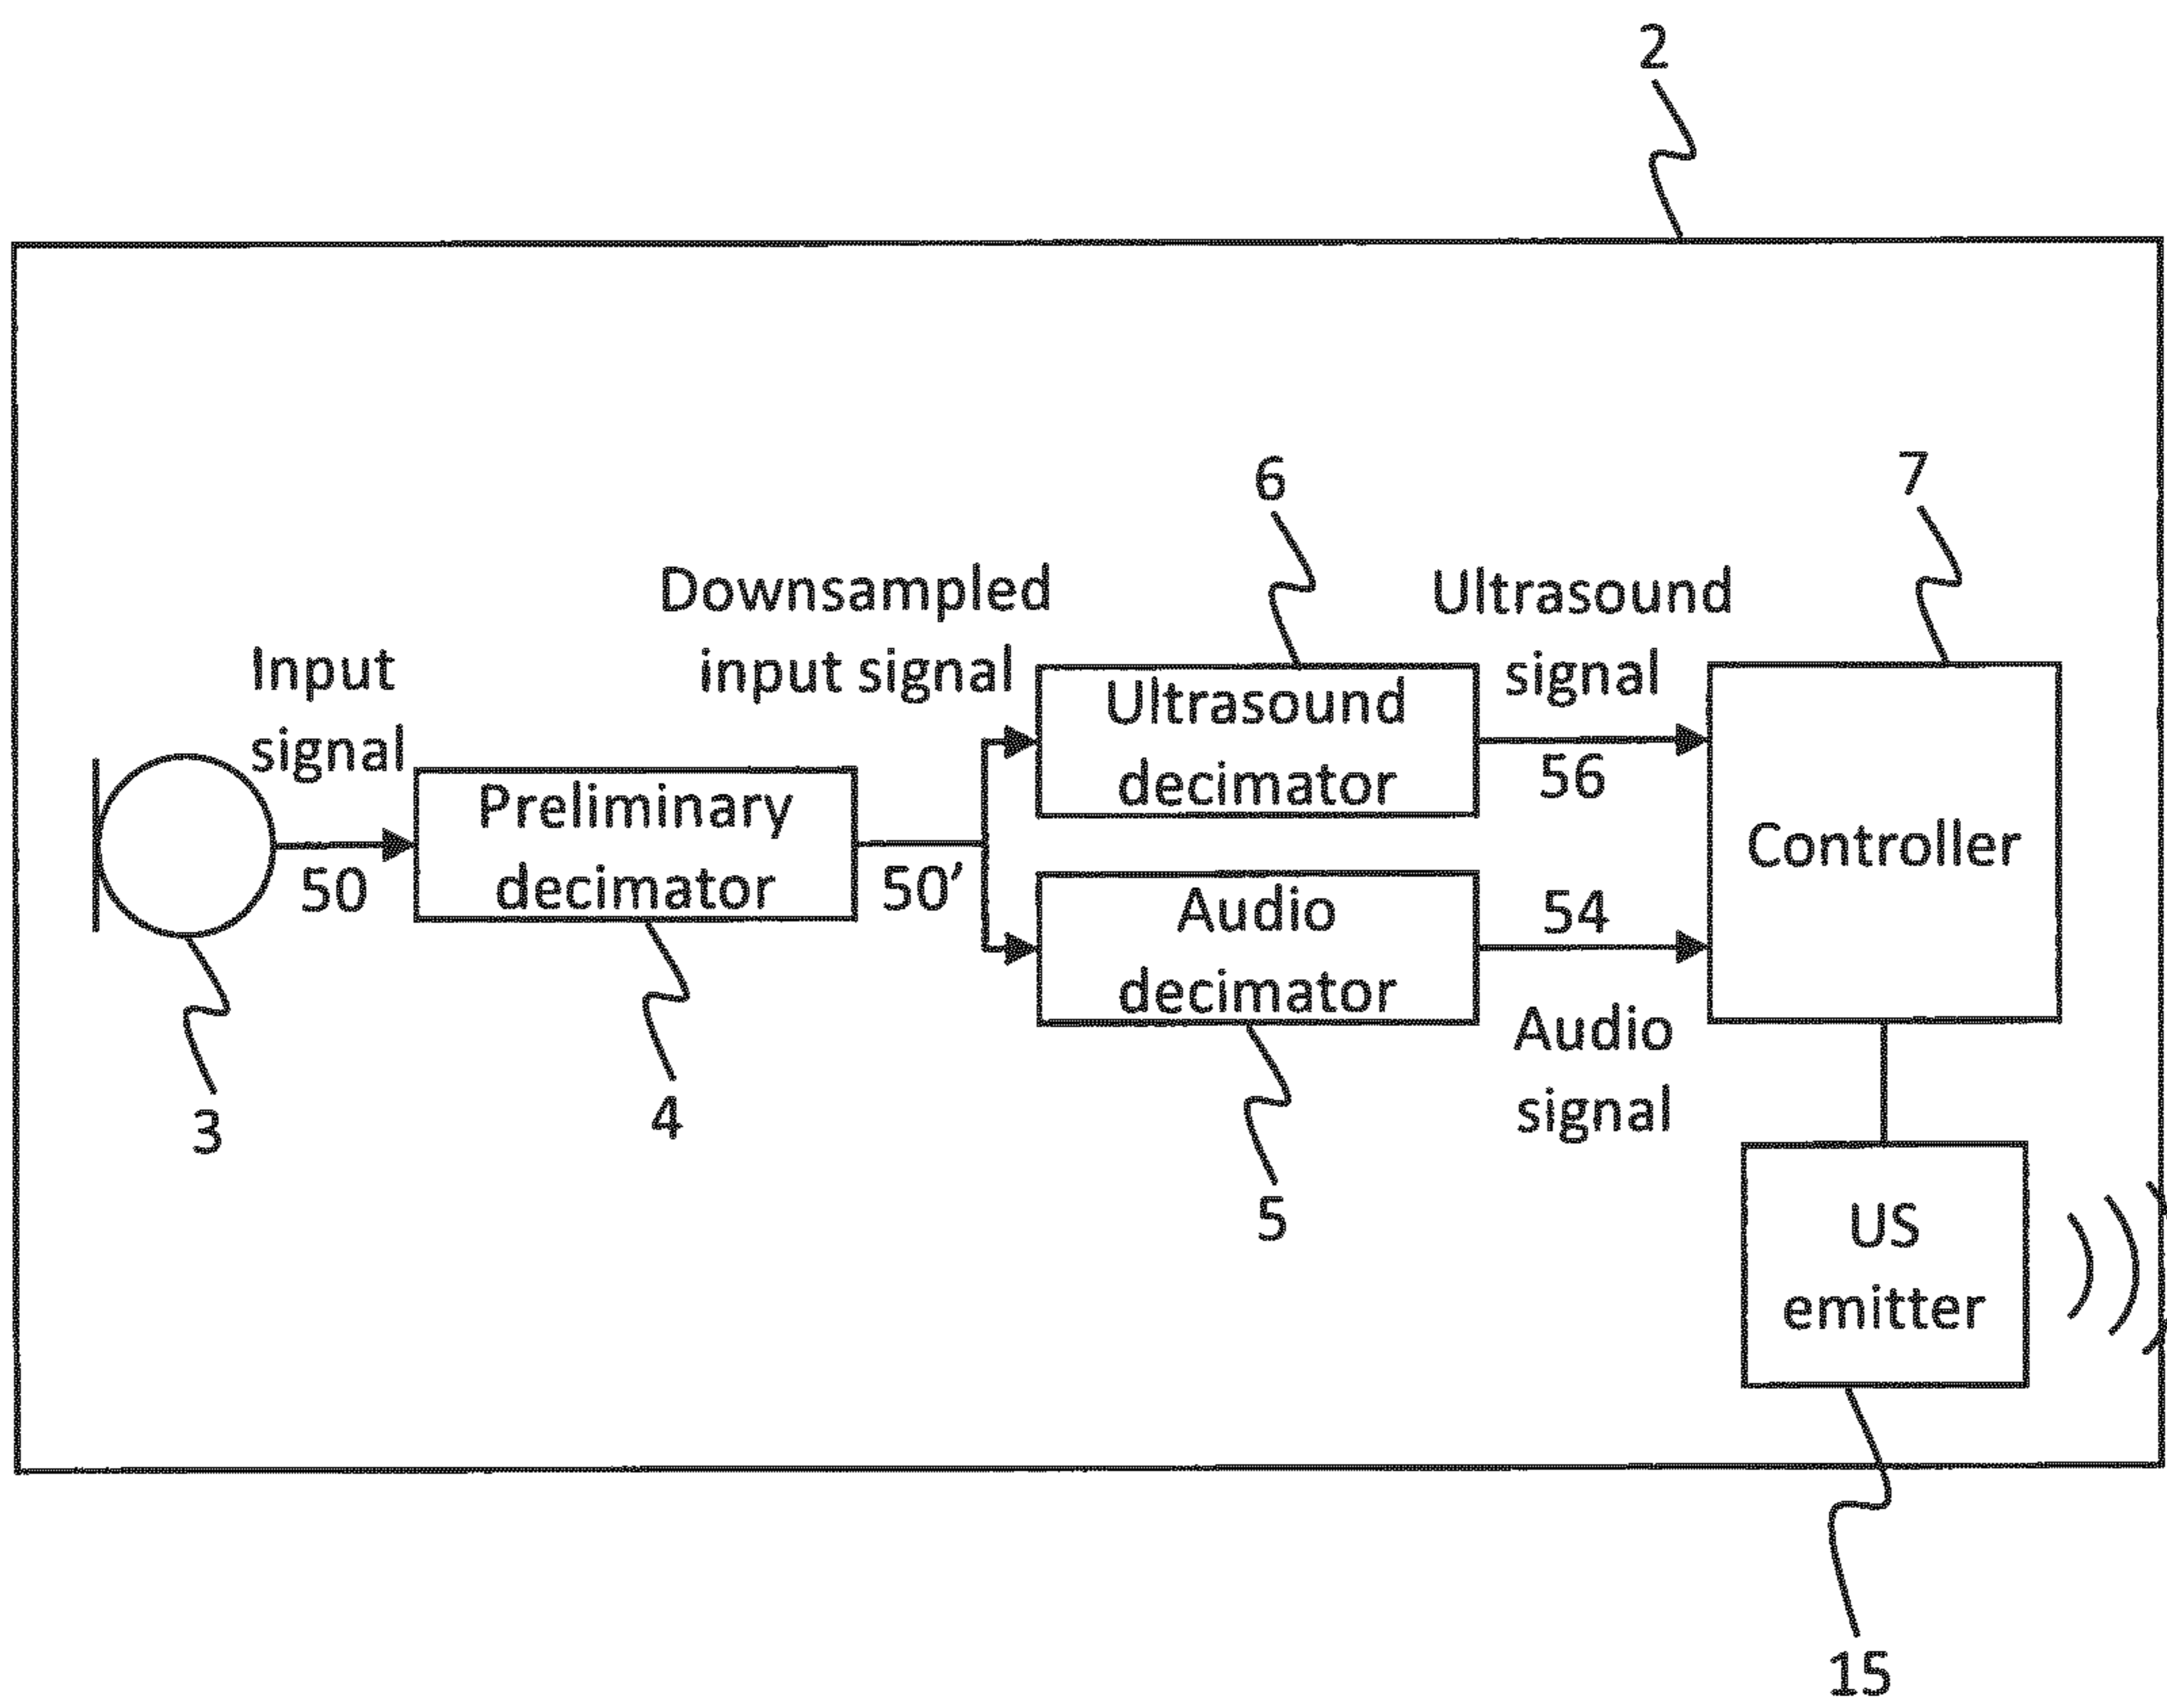 2
6
7
Downsampled
input signal
Ultrasound
signal
Input
signal
Ultrasound
decimator
56
Preliminary
decimator
Controller
50
50’
Audio
decimator
54
Audio
signal
3
4
5
US
emitter
15